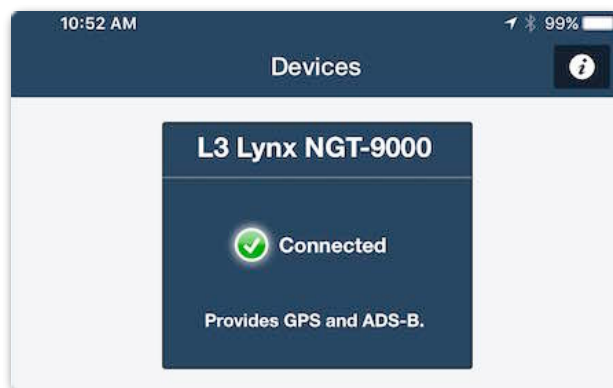 10:52 AM 99%
Devices
i
L3 Lynx NGT-9000
Connected
Provides GPS and ADS-B.